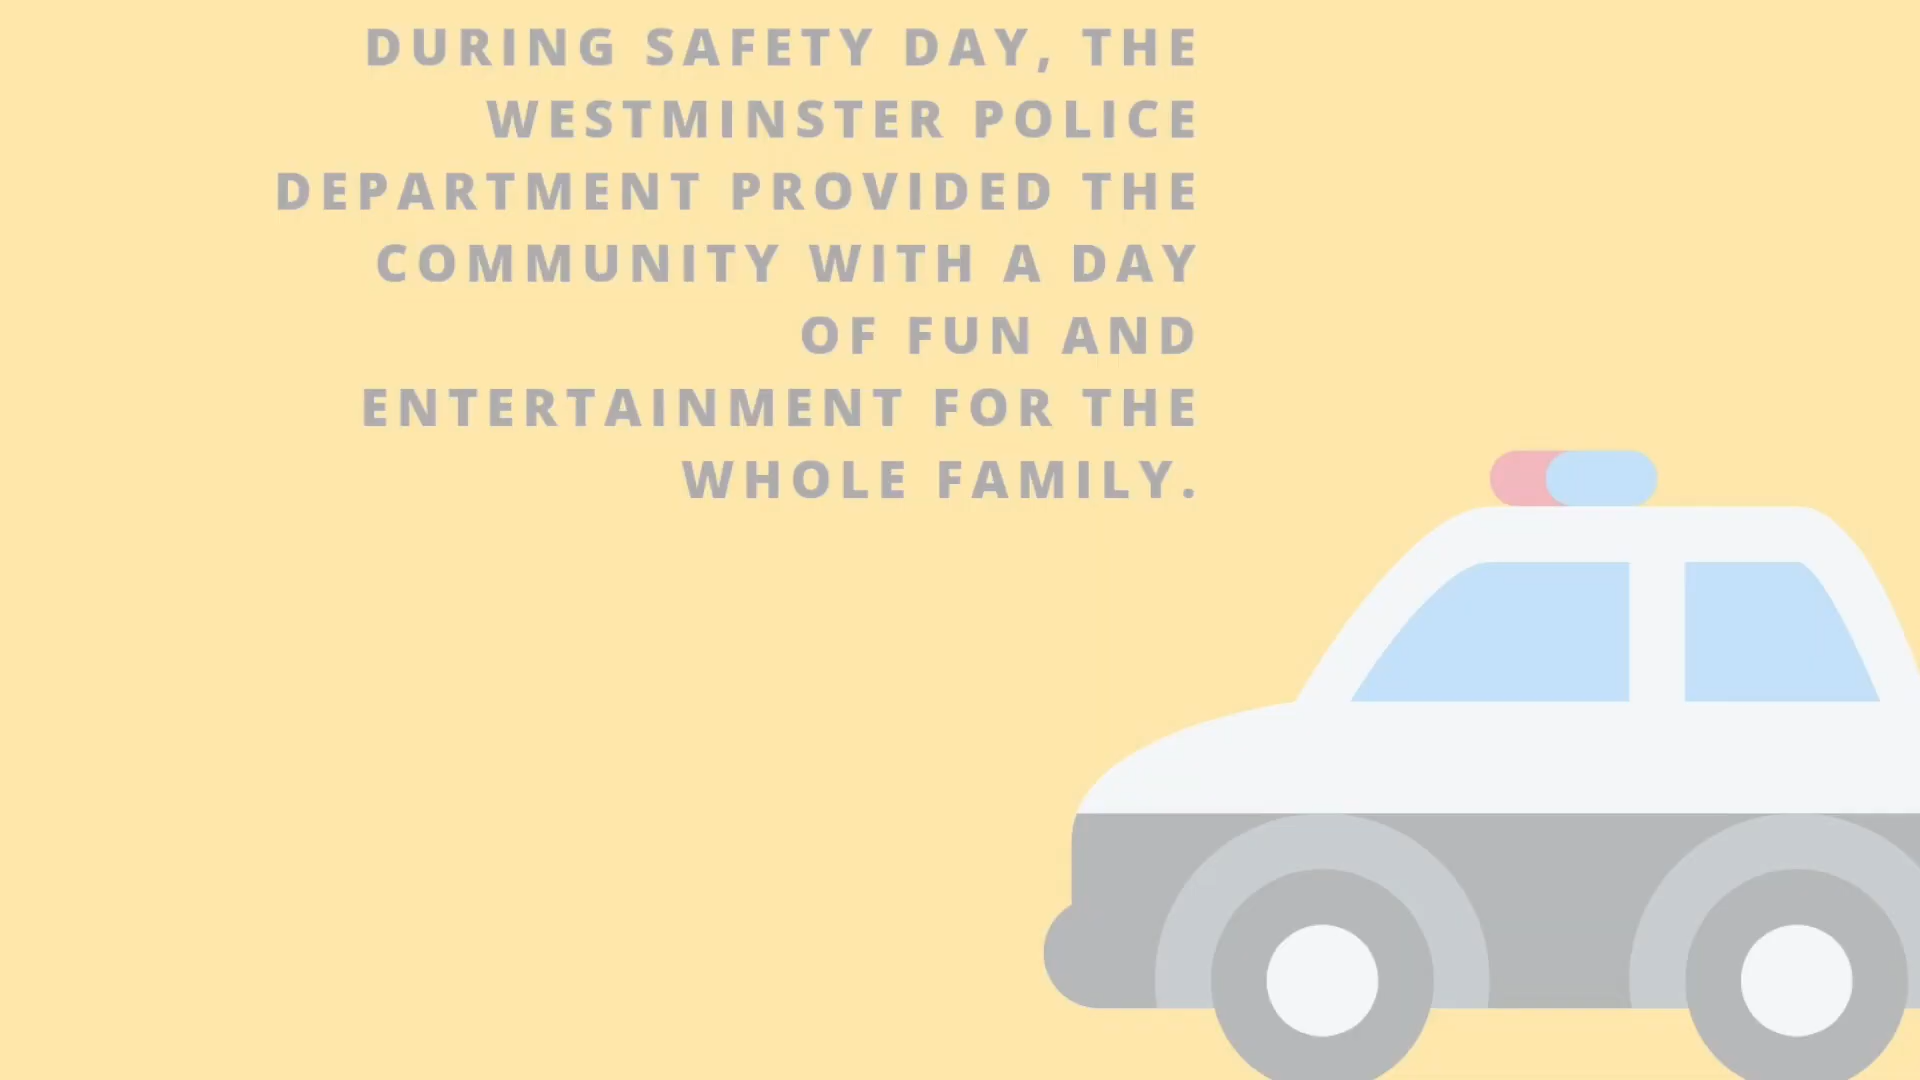 DURING SAFETY DAY, THE
WESTMINSTER POLICE
DEPARTMENT PROVIDED THE
COMMUNITY WITH A DAY
OF FUN AND
ENTERTAINMENT FOR THE
WHOLE FAMILY.